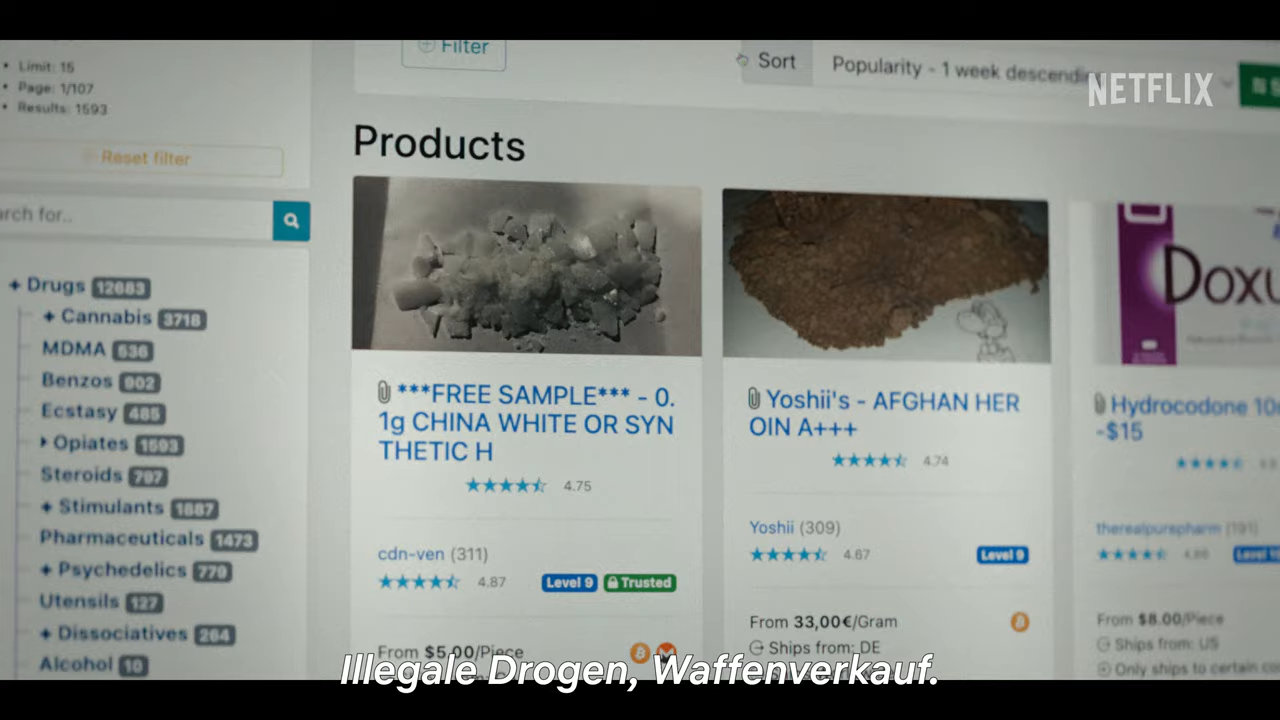 Filter
Sort
Popularity - 1 week
NETFLIX
Limit: 15
Page: 1/107
Results: 1593
Reset filter
for..
Products
+ Drugs 12683
+ Cannabis 3718
MDMA 636
Benzos 902
Ecstasy 485
Opiates 1593
Steroids 797
+ Stimulants 1887
Pharmaceuticals 1473
+ Psychedelics 779
Utensils 127
+ Dissociatives 264
Alcohol 10
***FREE SAMPLE*** - 0.
1g CHINA WHITE OR SYN
THETIC H
4.75
cdn-ven (311)
4.87 Level 9 Trusted
From $5,00/Piece
Yoshii's - AFGHAN HER
OIN A+++
4.74
Yoshii (309)
4.67 Level 9
From 33,00€/Gram
Ships from: DE
Hydrocodone
-$15
therealpurepharm (191)
From $8.00/Piece
Ships from: US
Only ships to certain
Illegale Drogen, Waffenverkauf.